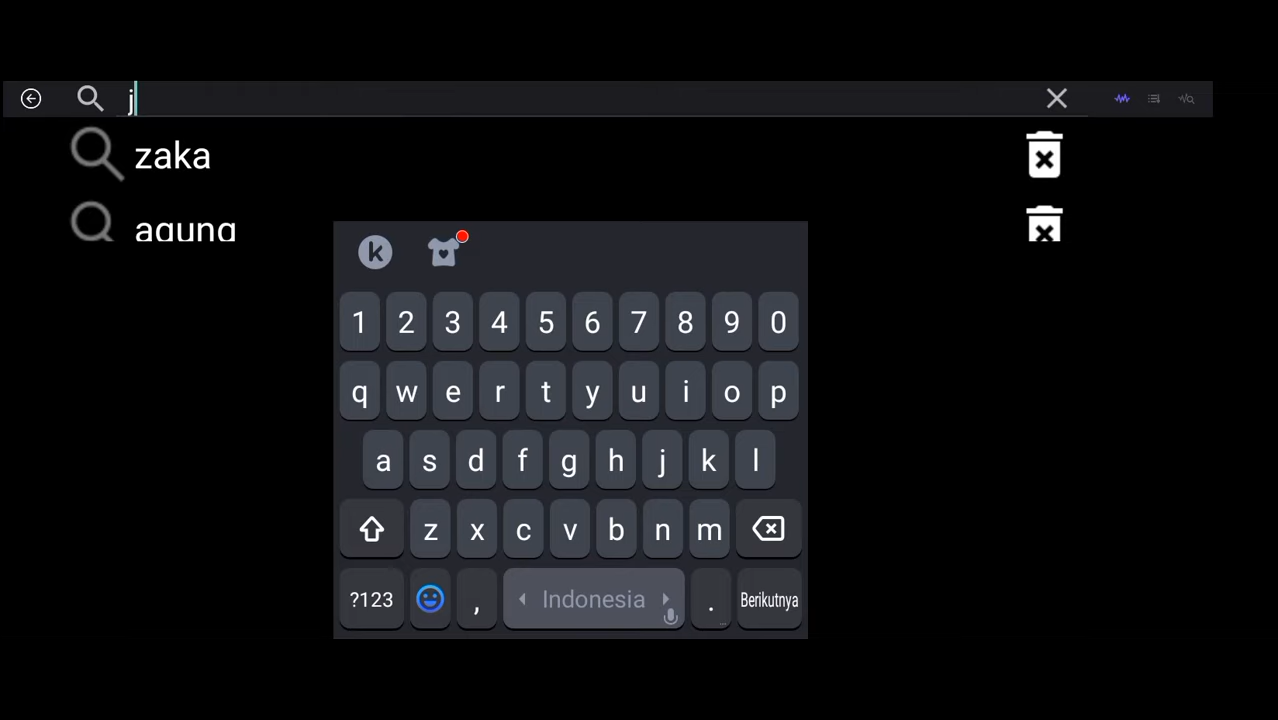 j
zaka
agung
k
1 2 3 4 5 6 7 8 9 0
q w e r t y u i o p
a s d f g h j k l
z x c v b n m
?123 , Indonesia . Berikutnya